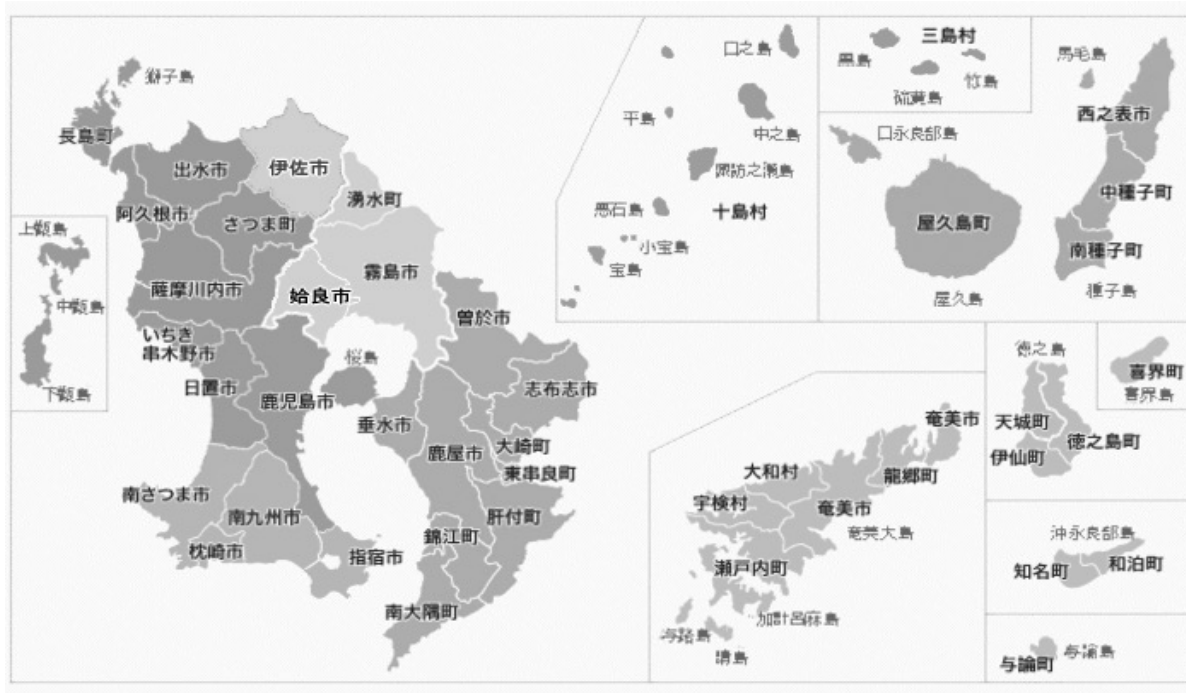 獅子島
長島町
出水市
伊佐市
湧水町
阿久根市
さつま町
上甑島
中甑島
下甑島
薩摩川内市
姶良市
霧島市
いちき
串木野市
日置市
鹿児島市
桜島
曽於市
志布志市
垂水市
鹿屋市
大崎町
東串良町
肝付町
錦江町
南大隅町
南さつま市
南九州市
枕崎市
指宿市
口之島
平島
中之島
諏訪之瀬島
悪石島
十島村
小宝島
宝島
三島村
黒島
硫黄島
竹島
口永良部島
屋久島町
屋久島
馬毛島
西之表市
中種子町
南種子町
種子島
奄美市
龍郷町
大和村
宇検村
奄美市
奄美大島
瀬戸内町
加計呂麻島
与路島
請島
徳之島
天城町
徳之島町
伊仙町
喜界町
喜界島
沖永良部島
知名町
和泊町
与論町
与論島